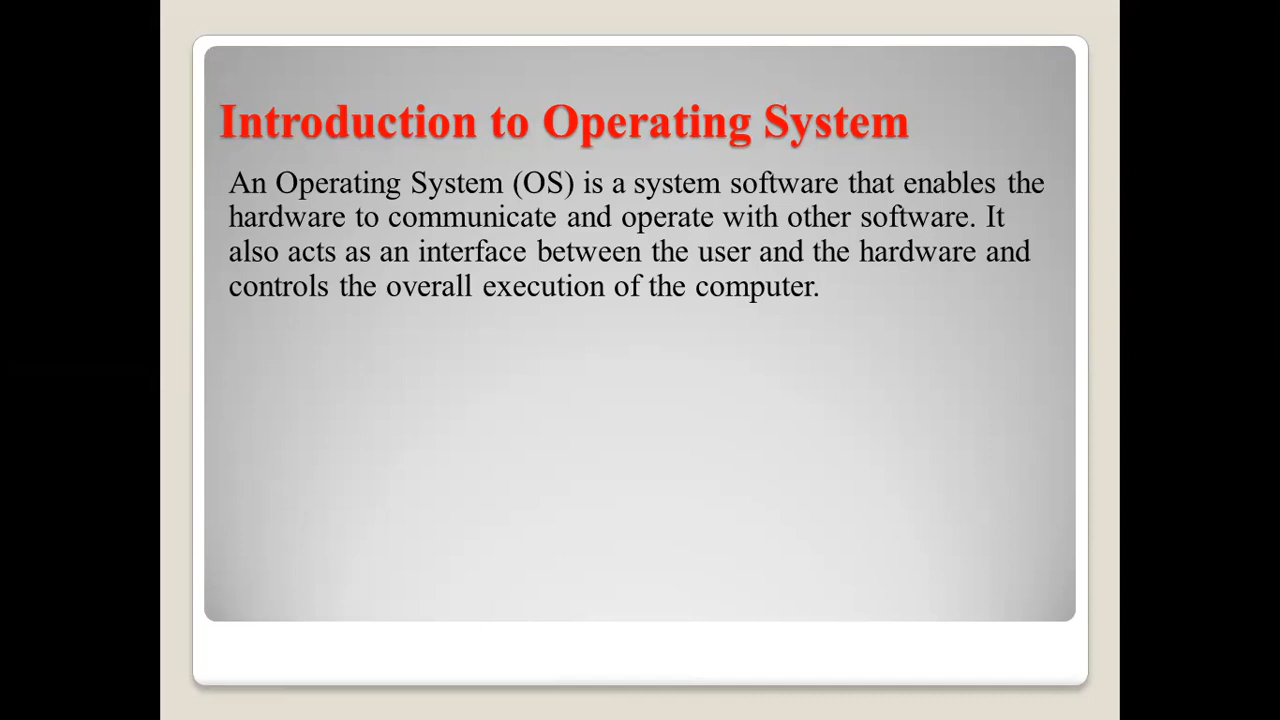 Introduction to Operating System
An Operating System (OS) is a system software that enables the
hardware to communicate and operate with other software. It
also acts as an interface between the user and the hardware and
controls the overall execution of the computer.